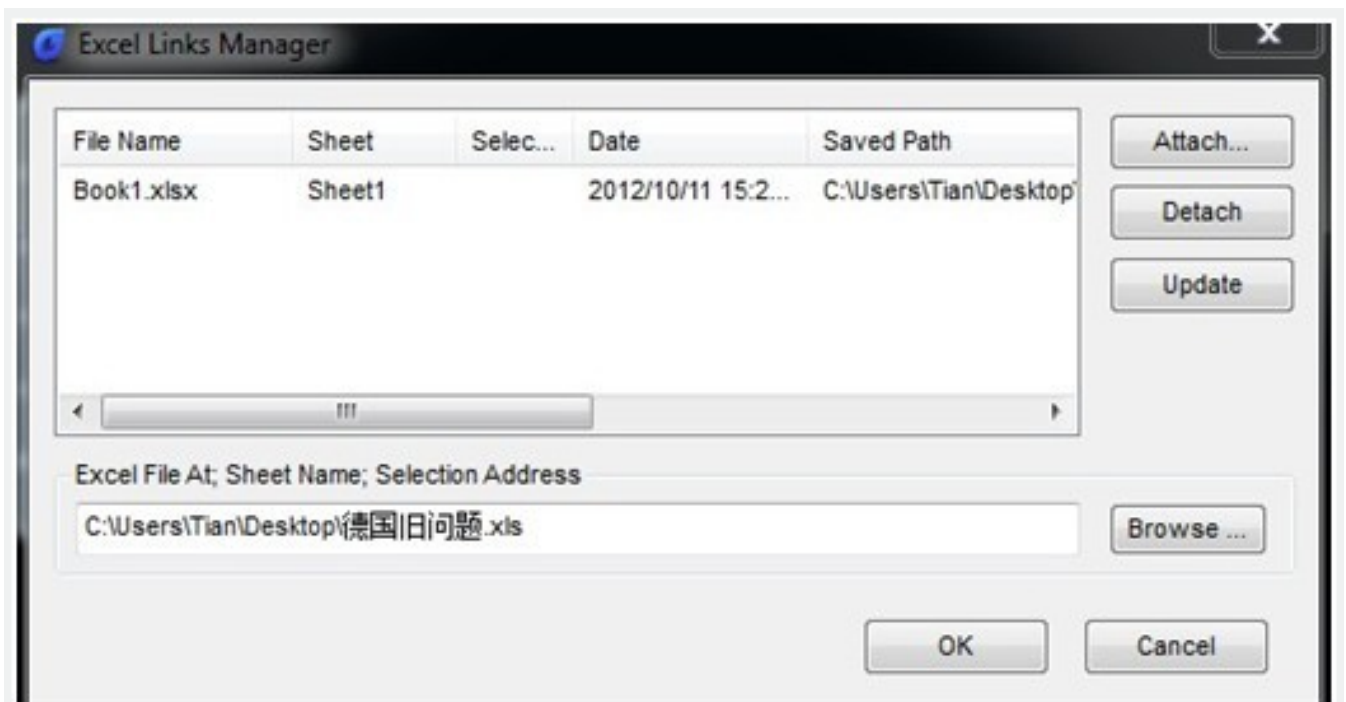 Excel Links Manager
X
File Name Sheet Selec... Date Saved Path
Book1.xlsx Sheet1 2012/10/11 15:2... C:\Users\Tian\Desktop\
Attach...
Detach
Update
Excel File At; Sheet Name; Selection Address
C:\Users\Tian\Desktop\德国旧问题.xls
Browse ...
OK Cancel